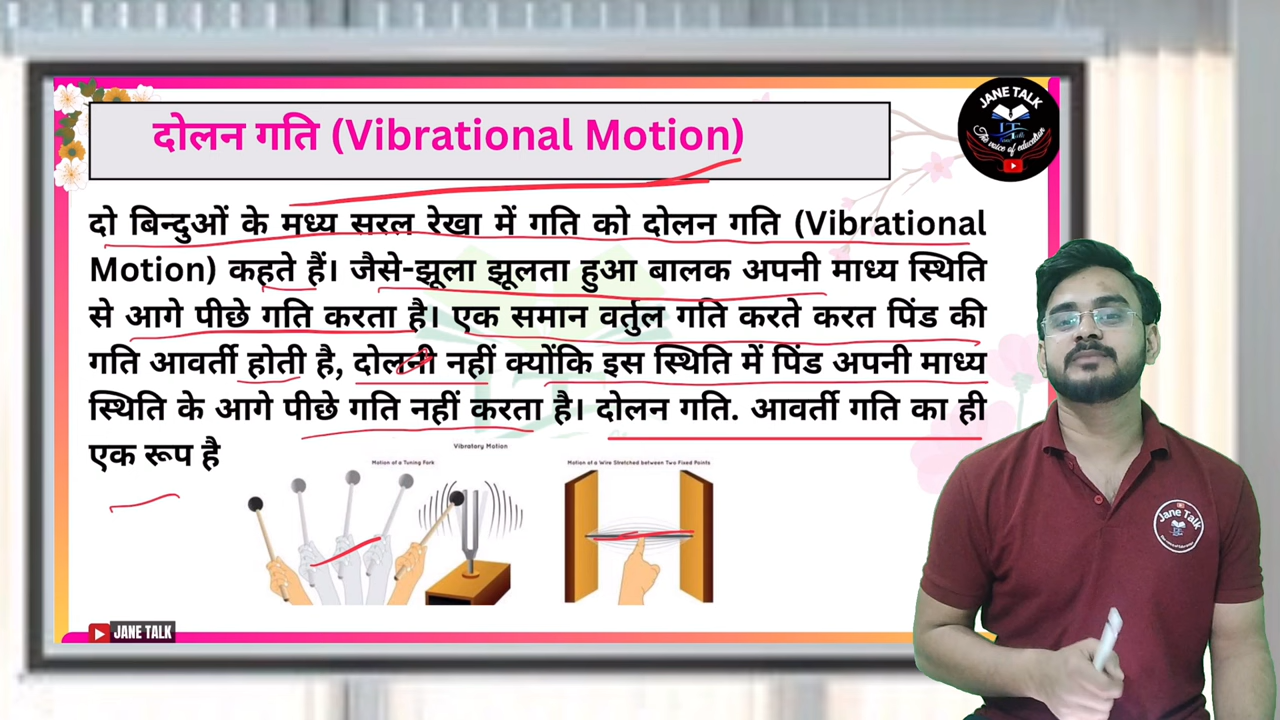 दोलन गति (Vibrational Motion)
JANE TALK
The voice of education
दो बिन्दुओं के मध्य सरल रेखा में गति को दोलन गति (Vibrational
Motion) कहते हैं। जैसे-झूला झूलता हुआ बालक अपनी माध्य स्थिति
से आगे पीछे गति करता है। एक समान वर्तुल गति करते करत पिंड की
गति आवर्ती होती है, दोलनी नहीं क्योंकि इस स्थिति में पिंड अपनी माध्य
स्थिति के आगे पीछे गति नहीं करता है। दोलन गति. आवर्ती गति का ही
एक रूप है
Vibratory Motion
Motion of a Tuning Fork
Motion of a Wire Stretched between Two Fixed Points
JANE TALK
Jane Talk